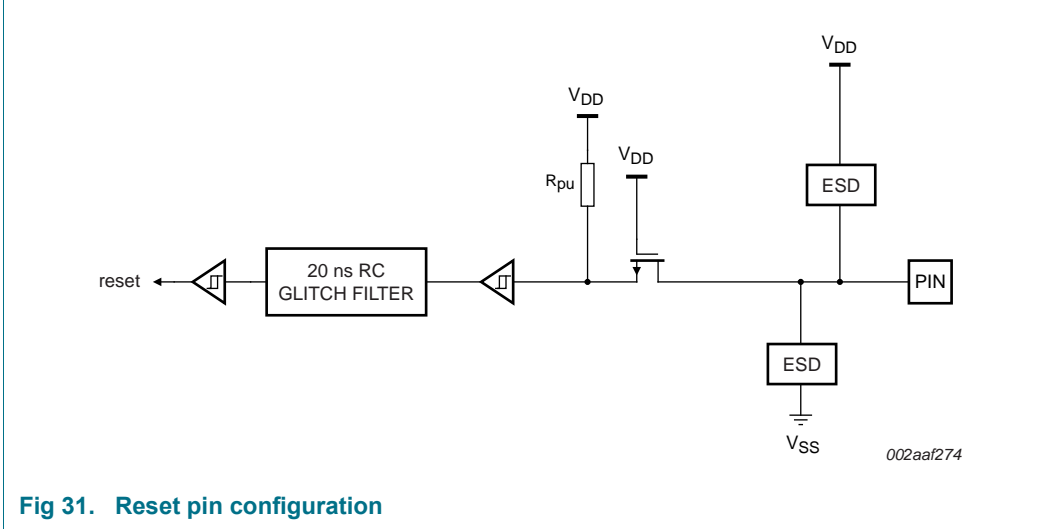 VDD
VDD
VDD
Rpu
ESD
reset
20 ns RC
GLITCH FILTER
PIN
ESD
VSS
002aaf274
Fig 31. Reset pin configuration